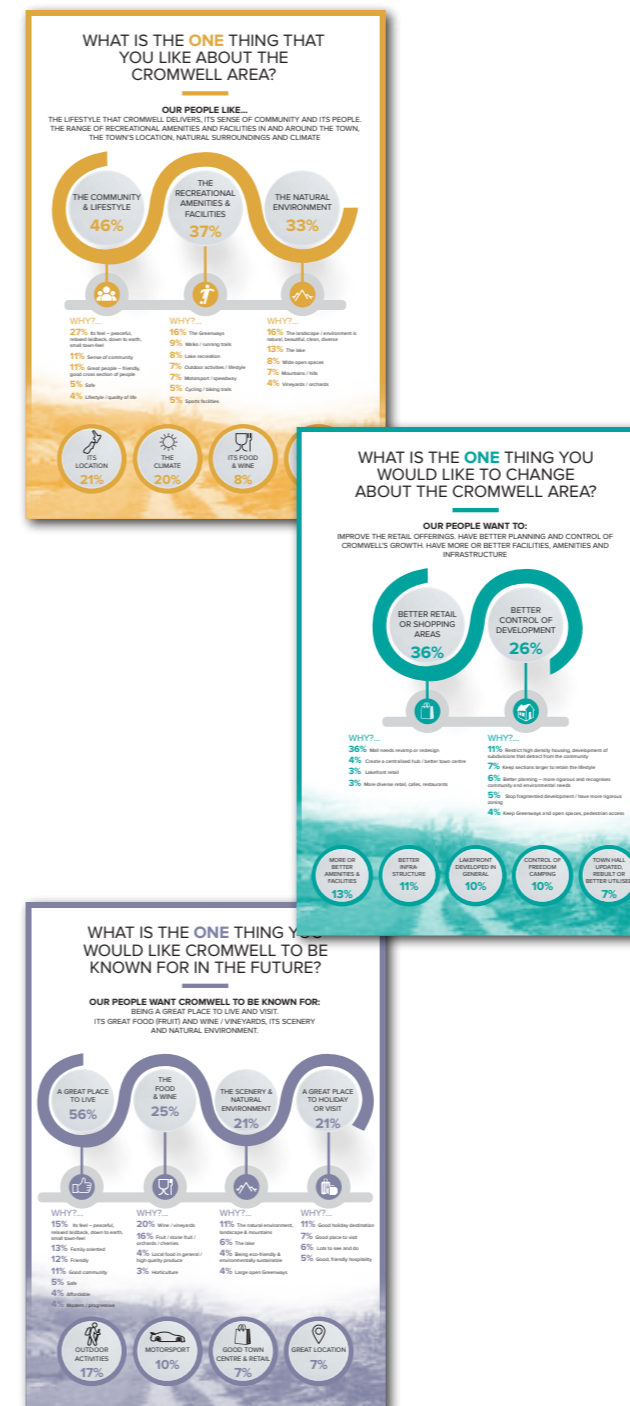 WHAT IS THE ONE THING THAT
YOU LIKE ABOUT THE
CROMWELL AREA?
OUR PEOPLE LIKE...
THE LIFESTYLE THAT CROMWELL DELIVERS, ITS SENSE OF COMMUNITY AND ITS PEOPLE.
THE RANGE OF RECREATIONAL AMENITIES AND FACILITIES IN AND AROUND THE TOWN,
THE TOWN'S LOCATION, NATURAL SURROUNDINGS AND CLIMATE
THE COMMUNITY
& LIFESTYLE
46%
THE
RECREATIONAL
AMENITIES &
FACILITIES
37%
THE NATURAL
ENVIRONMENT
33%
WHY?...
27% Its feel – peaceful,
relaxed laidback, down to earth,
small town feel
11% Sense of community
11% Great people – friendly,
good cross section of people
5% Safe
4% Lifestyle / quality of life
WHY?...
16% The Greenways
9% Walks / running trails
8% Lake recreation
7% Outdoor activities / lifestyle
7% Motorsport / speedway
5% Cycling / biking trails
5% Sports facilities
WHY?...
16% The landscape / environment is
natural, beautiful, clean, diverse
13% The lake
8% Wide open spaces
7% Mountains / hills
4% Vineyards / orchards
ITS
LOCATION
21%
THE
CLIMATE
20%
ITS FOOD
& WINE
8%
WHAT IS THE ONE THING YOU
WOULD LIKE TO CHANGE
ABOUT THE CROMWELL AREA?
OUR PEOPLE WANT TO:
IMPROVE THE RETAIL OFFERINGS. HAVE BETTER PLANNING AND CONTROL OF
CROMWELL'S GROWTH. HAVE MORE OR BETTER FACILITIES, AMENITIES AND
INFRASTRUCTURE
BETTER RETAIL
OR SHOPPING
AREAS
36%
BETTER
CONTROL OF
DEVELOPMENT
26%
WHY?...
36% Mall needs revamp or redesign
4% Create a centralised hub / better town centre
3% Lakefront retail
3% More diverse retail, cafes, restaurants
WHY?...
11% Restrict high density housing, development of
subdivisions that detract from the community
7% Keep sections larger to retain the lifestyle
6% Better planning – more rigorous and recognises
community and environmental needs
5% Stop fragmented development / have more rigorous
zoning
4% Keep Greenways and open spaces, pedestrian access
MORE OR
BETTER
AMENITIES &
FACILITIES
13%
BETTER
INFRA-
STRUCTURE
11%
LAKEFRONT
DEVELOPED IN
GENERAL
10%
CONTROL OF
FREEDOM
CAMPING
10%
TOWN HALL
UPDATED,
REBUILT OR
BETTER UTILISED
7%
WHAT IS THE ONE THING YOU
WOULD LIKE CROMWELL TO BE
KNOWN FOR IN THE FUTURE?
OUR PEOPLE WANT CROMWELL TO BE KNOWN FOR:
BEING A GREAT PLACE TO LIVE AND VISIT.
ITS GREAT FOOD (FRUIT) AND WINE / VINEYARDS, ITS SCENERY
AND NATURAL ENVIRONMENT.
A GREAT PLACE
TO LIVE
56%
THE
FOOD
& WINE
25%
THE SCENERY &
NATURAL
ENVIRONMENT
21%
A GREAT PLACE
TO HOLIDAY
OR VISIT
21%
WHY?...
15% Its feel – peaceful,
relaxed laidback, down to earth,
small town feel
13% Family oriented
12% Friendly
11% Good community
5% Safe
4% Affordable
4% Modern / progressive
WHY?...
20% Wine / vineyards
16% Fruit / stone fruit /
orchards / cherries
4% Local food in general /
high quality produce
3% Horticulture
WHY?...
11% The natural environment,
landscape & mountains
6% The lake
4% Being eco-friendly &
environmentally sustainable
4% Large open Greenways
WHY?...
11% Good holiday destination
7% Good place to visit
6% Lots to see and do
5% Good, friendly hospitality
OUTDOOR
ACTIVITIES
17%
MOTORSPORT
10%
GOOD TOWN
CENTRE & RETAIL
7%
GREAT LOCATION
7%